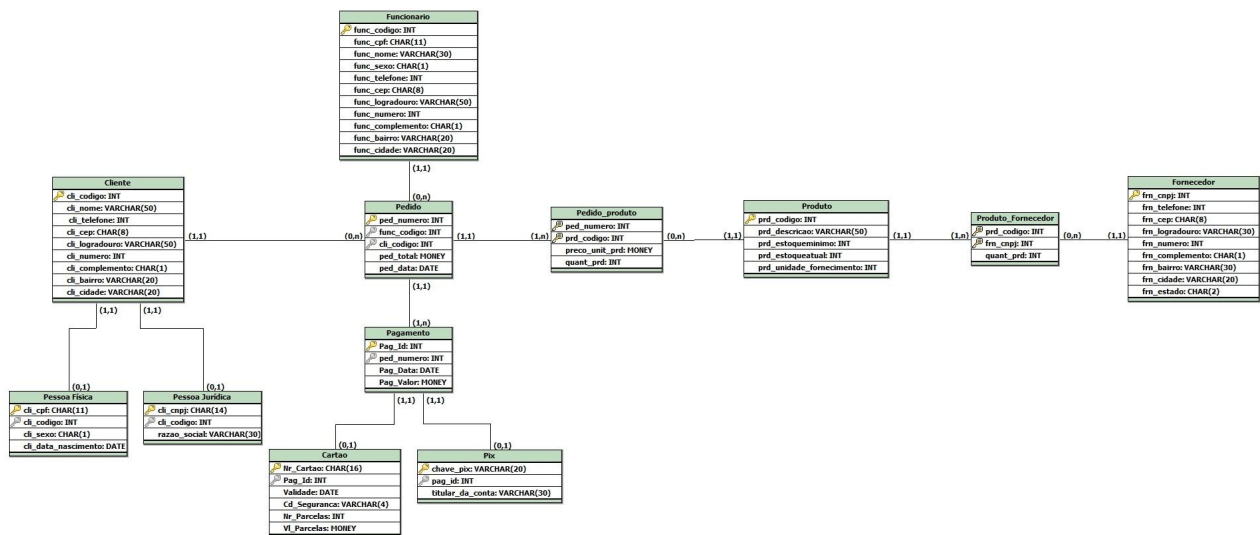 Funcionario
func_codigo: INT
func_cpf: CHAR(11)
func_nome: VARCHAR(30)
func_sexo: CHAR(1)
func_telefone: INT
func_cep: CHAR(8)
func_logradouro: VARCHAR(50)
func_numero: INT
func_complemento: CHAR(1)
func_bairro: VARCHAR(20)
func_cidade: VARCHAR(20)
(1,1)
(0,n)
Cliente
cli_codigo: INT
cli_nome: VARCHAR(50)
cli_telefone: INT
cli_cep: CHAR(8)
cli_logradouro: VARCHAR(50)
cli_numero: INT
cli_complemento: CHAR(1)
cli_bairro: VARCHAR(20)
cli_cidade: VARCHAR(20)
(1,1)
(0,n)
Pedido
ped_numero: INT
func_codigo: INT
cli_codigo: INT
ped_total: MONEY
ped_data: DATE
(1,1)
(1,n)
Pedido_produto
ped_numero: INT
prd_codigo: INT
preco_unit_prd: MONEY
quant_prd: INT
(0,n)
(1,1)
Produto
prd_codigo: INT
prd_descricao: VARCHAR(50)
prd_estoqueminimo: INT
prd_estoqueatual: INT
prd_unidade_fornecimento: INT
(1,1)
(1,n)
Produto_Fornecedor
prd_codigo: INT
frn_cnpj: INT
quant_prd: INT
(0,n)
(1,1)
Fornecedor
frn_cnpj: INT
frn_telefone: INT
frn_cep: CHAR(8)
frn_logradouro: VARCHAR(30)
frn_numero: INT
frn_complemento: CHAR(1)
frn_bairro: VARCHAR(30)
frn_cidade: VARCHAR(20)
frn_estado: CHAR(2)
(1,1)
(1,1)
(0,1)
(0,1)
Pessoa Física
cli_cpf: CHAR(11)
cli_codigo: INT
cli_sexo: CHAR(1)
cli_data_nascimento: DATE
Pessoa Jurídica
cli_cnpj: CHAR(14)
cli_codigo: INT
razao_social: VARCHAR(30)
(1,1)
(1,n)
Pagamento
Pag_Id: INT
ped_numero: INT
Pag_Data: DATE
Pag_Valor: MONEY
(1,1)
(1,1)
(0,1)
(0,1)
Cartao
Nr_Cartao: CHAR(16)
Pag_Id: INT
Validade: DATE
Cd_Seguranca: VARCHAR(4)
Nr_Parcelas: INT
Vl_Parcelas: MONEY
Pix
chave_pix: VARCHAR(20)
pag_id: INT
titular_da_conta: VARCHAR(30)